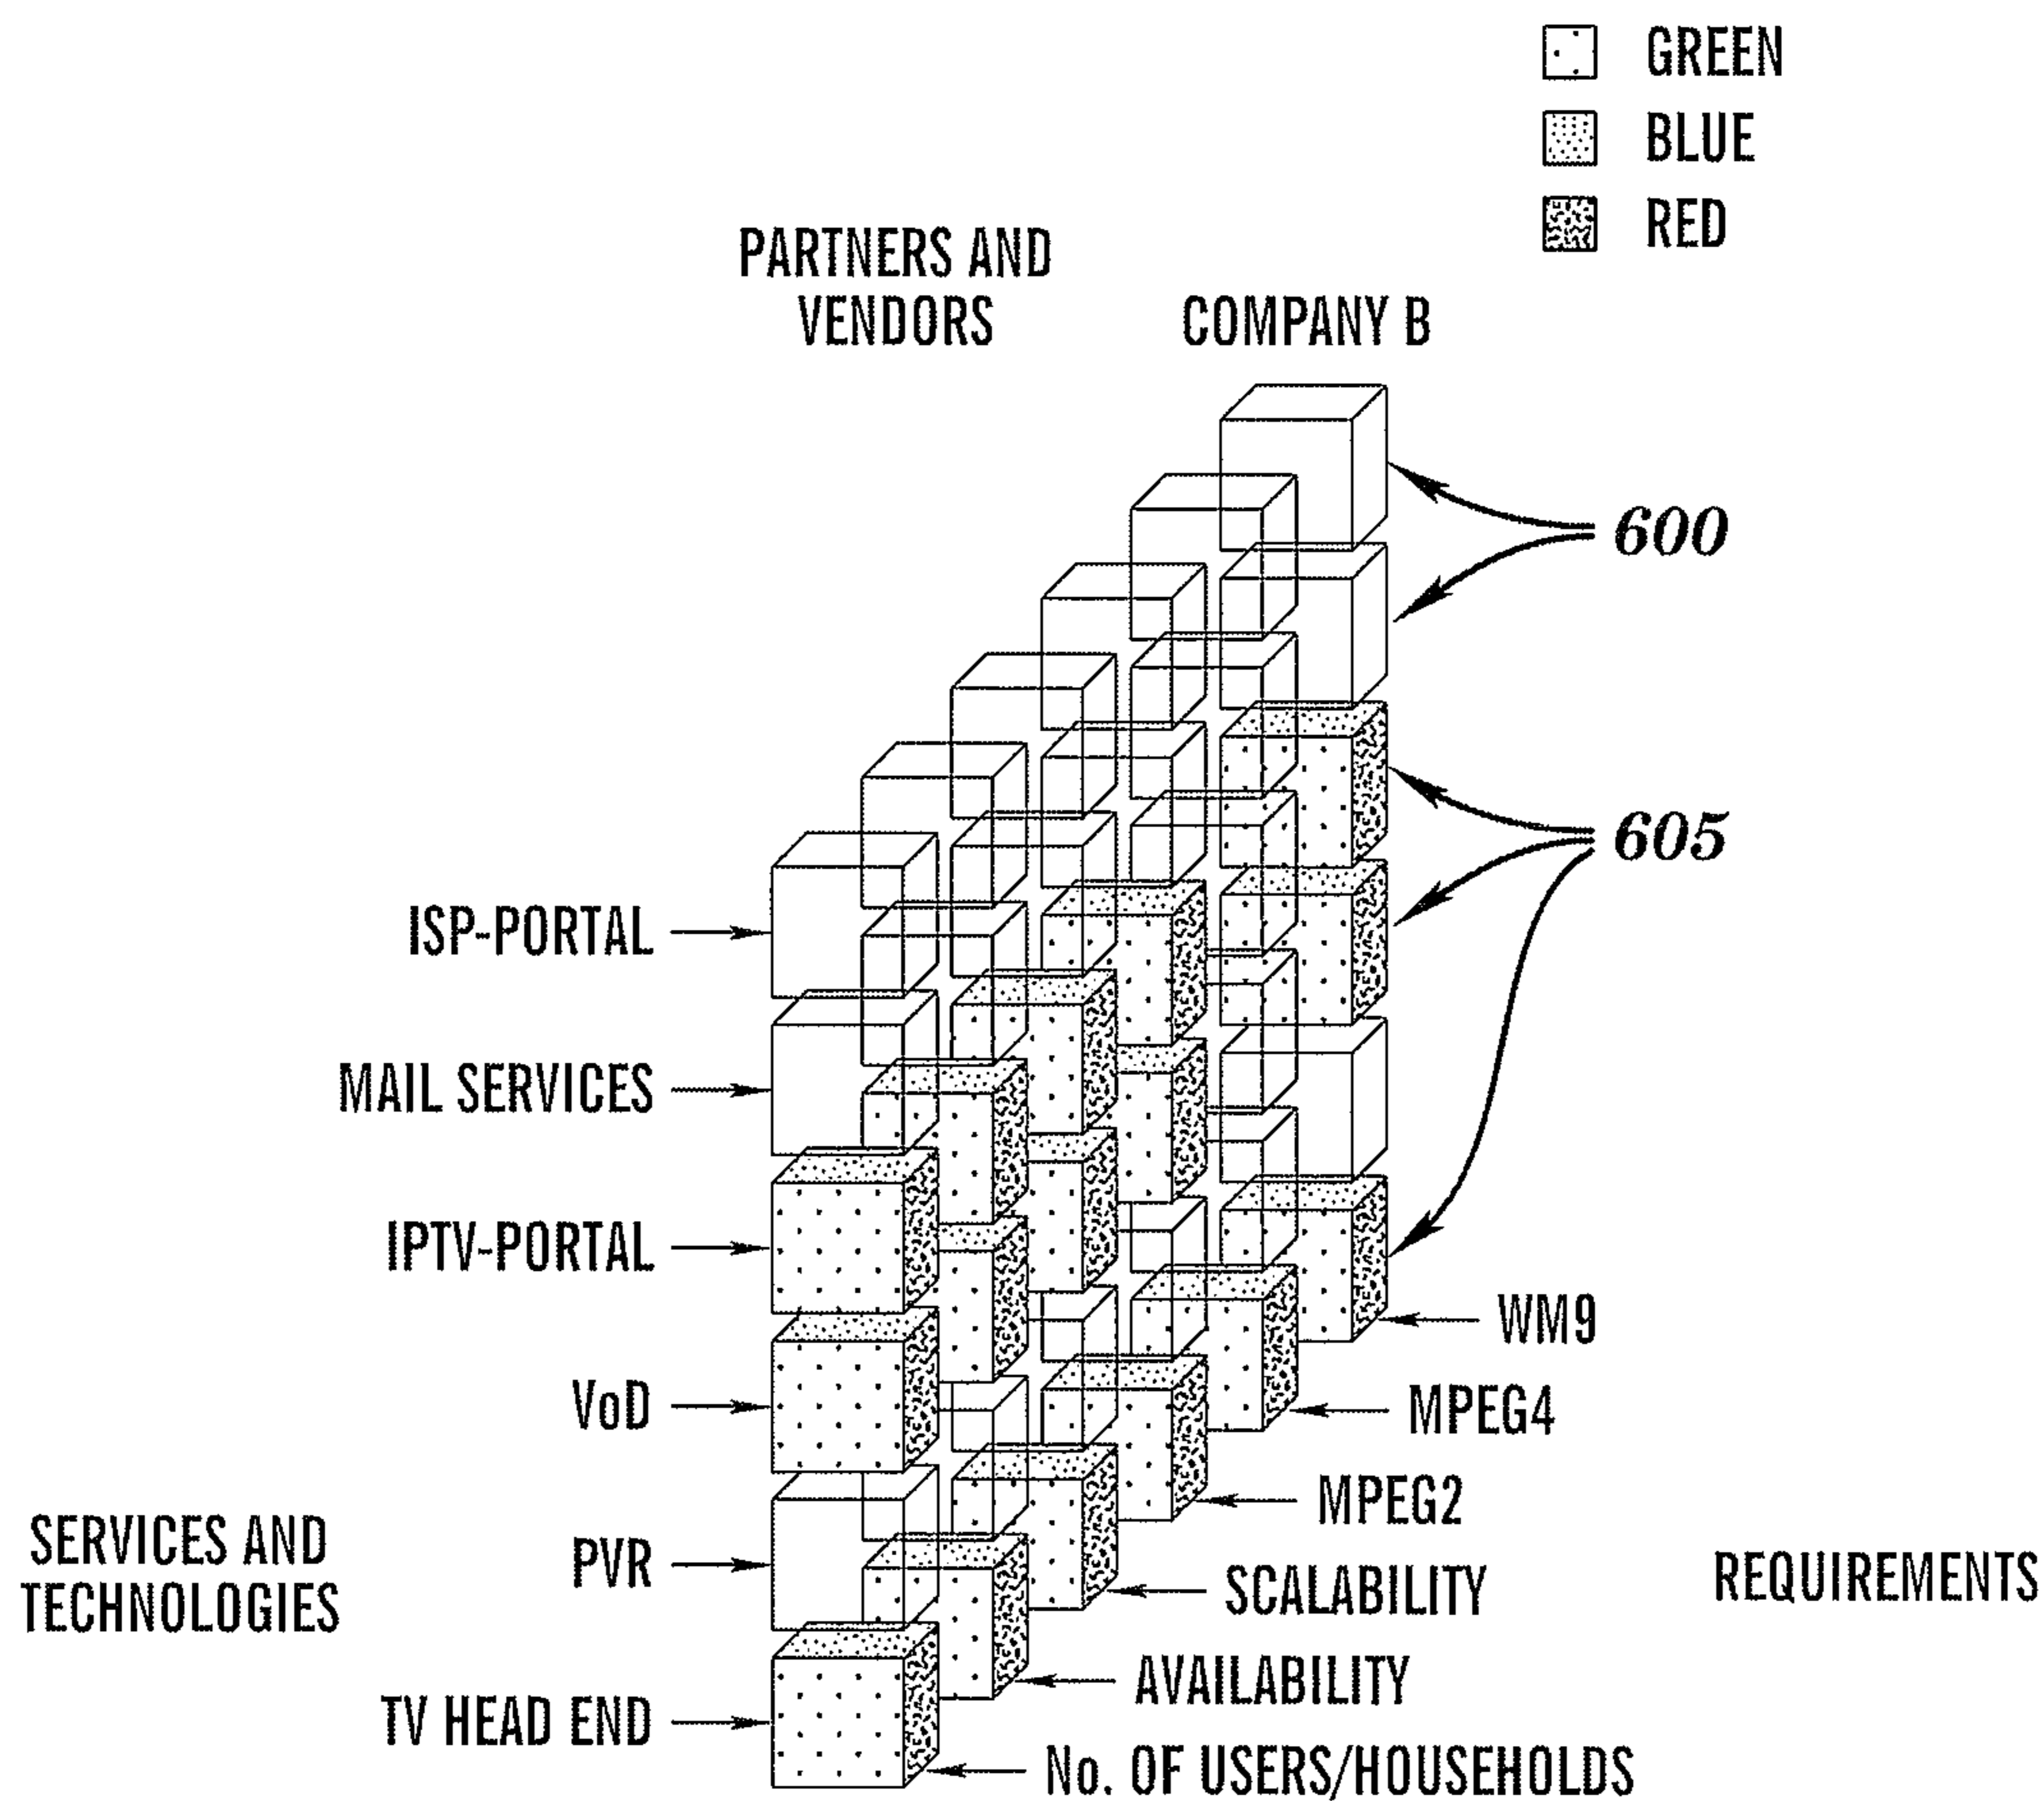 GREEN
BLUE
RED
PARTNERS AND
VENDORS
COMPANY B
600
605
ISP-PORTAL
MAIL SERVICES
IPTV-PORTAL
VoD
PVR
TV HEAD END
SERVICES AND
TECHNOLOGIES
WM9
MPEG4
MPEG2
SCALABILITY
AVAILABILITY
No. OF USERS/HOUSEHOLDS
REQUIREMENTS